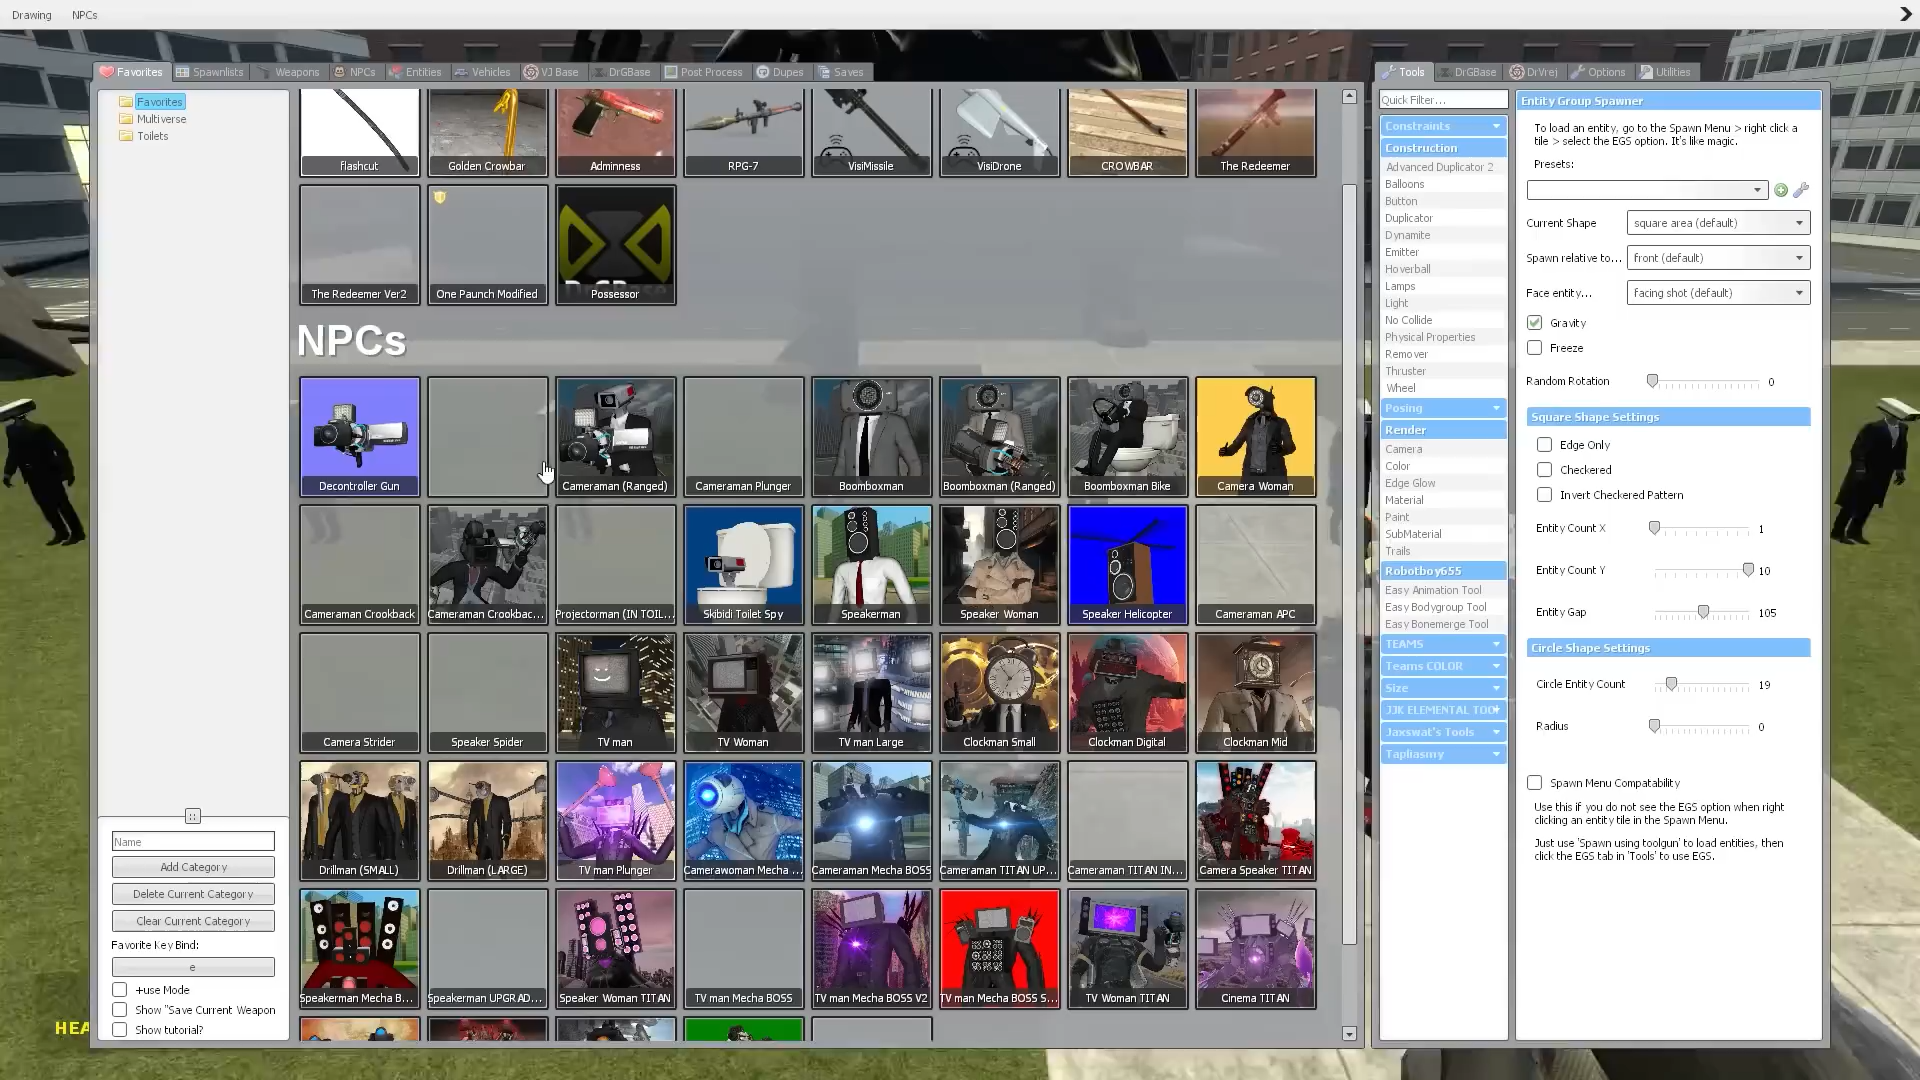 Drawing NPCs
Favorites Spawnlists Weapons NPCs Entities Vehicles VJ Base DrGBase Post Process Dupes Saves
Favorites
Multiverse
Toilets
Name
Add Category
Delete Current Category
Clear Current Category
Favorite Key Bind:
e
+use Mode
Show "Save Current Weapon
Show tutorial?
HEA
flashcut Golden Crowbar Adminness RPG-7 VisiMissile VisiDrone CROWBAR The Redeemer
The Redeemer Ver2 One Paunch Modified Possessor
NPCs
Decontroller Gun Cameraman (Ranged) Cameraman Plunger Boomboxman Boomboxman (Ranged) Boomboxman Bike Camera Woman
Cameraman Crookback Cameraman Crookbac... Projectorman (IN TOIL... Skibidi Toilet Spy Speakerman Speaker Woman Speaker Helicopter Cameraman APC
Camera Strider Speaker Spider TV man TV Woman TV man Large Clockman Small Clockman Digital Clockman Mid
Drillman (SMALL) Drillman (LARGE) TV man Plunger Camerawoman Mecha ... Cameraman Mecha BOSS Cameraman TITAN UP... Cameraman TITAN IN... Camera Speaker TITAN
Speakerman Mecha B... Speakerman UPGRAD... Speaker Woman TITAN TV man Mecha BOSS TV man Mecha BOSS V2 TV man Mecha BOSS S... TV Woman TITAN Cinema TITAN
Tools DrGBase DrVrej Options Utilities
Quick Filter...
Constraints
Construction
Advanced Duplicator 2
Balloons
Button
Duplicator
Dynamite
Emitter
Hoverball
Lamps
Light
No Collide
Physical Properties
Remover
Thruster
Wheel
Posing
Render
Camera
Color
Edge Glow
Material
Paint
SubMaterial
Trails
Robotboy655
Easy Animation Tool
Easy Bodygroup Tool
Easy Bonemerge Tool
TEAMS
Teams COLOR
Size
JJK ELEMENTAL TOO
Jaxswat's Tools
Tapliasmy
Entity Group Spawner
To load an entity, go to the Spawn Menu > right click a
tile > select the EGS option. It's like magic.
Presets:
Current Shape square area (default)
Spawn relative to... front (default)
Face entity... facing shot (default)
Gravity
Freeze
Random Rotation 0
Square Shape Settings
Edge Only
Checkered
Invert Checkered Pattern
Entity Count X 1
Entity Count Y 10
Entity Gap 105
Circle Shape Settings
Circle Entity Count 19
Radius 0
Spawn Menu Compatability
Use this if you do not see the EGS option when right
clicking an entity tile in the Spawn Menu.
Just use 'Spawn using toolgun' to load entities, then
click the EGS tab in 'Tools' to use EGS.